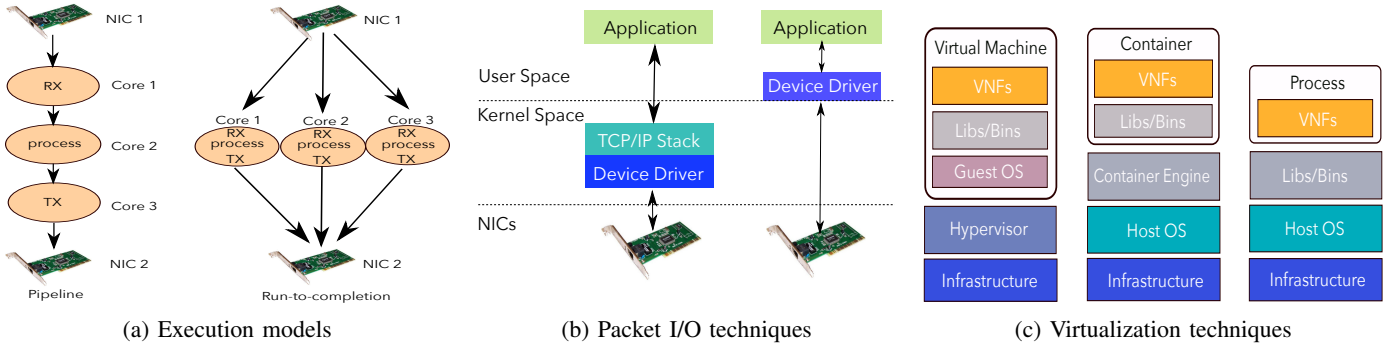 NIC 1
RX
Core 1
process
Core 2
TX
Core 3
NIC 2
Pipeline
NIC 1
Core 1
RX
process
TX
Core 2
RX
process
TX
Core 3
RX
process
TX
NIC 2
Run-to-completion
(a) Execution models
Application
Application
User Space
Device Driver
Kernel Space
TCP/IP Stack
Device Driver
NICs
(b) Packet I/O techniques
Virtual Machine
VNFs
Libs/Bins
Guest OS
Hypervisor
Infrastructure
Container
VNFs
Libs/Bins
Container Engine
Host OS
Infrastructure
Process
VNFs
Libs/Bins
Host OS
Infrastructure
(c) Virtualization techniques